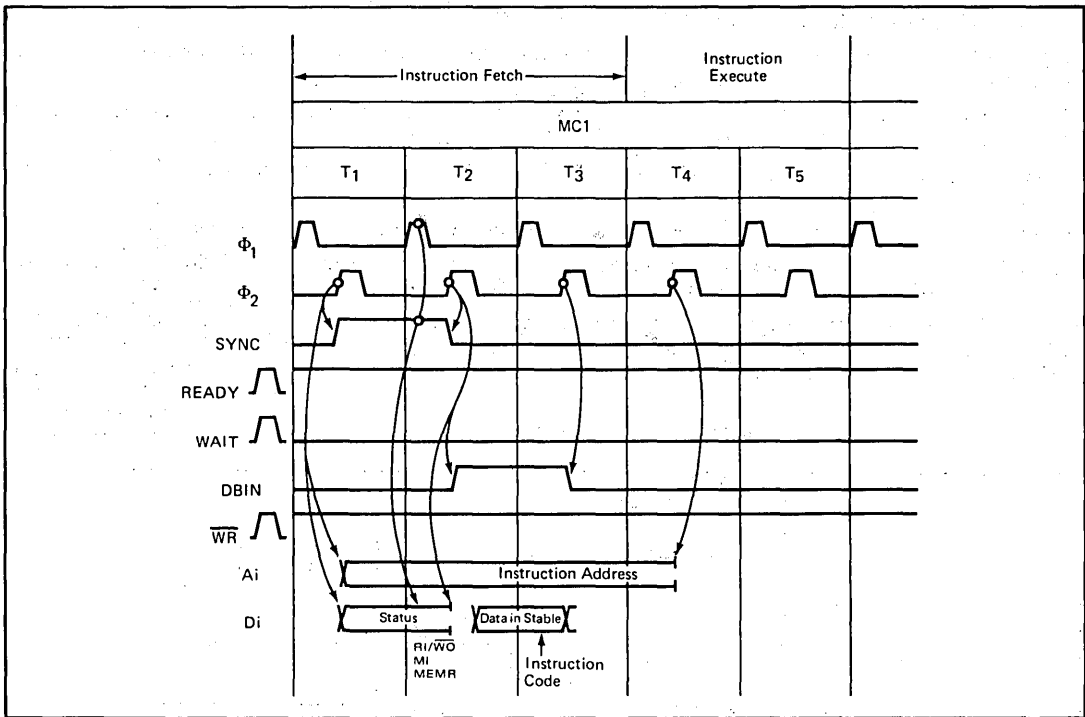 Instruction Fetch
Instruction
Execute
MC1
T1 T2 T3 T4 T5
Φ1
Φ2
SYNC
READY
WAIT
DBIN
WR
Ai
Instruction Address
Di
Status
Data in Stable
RI/WO
MI
MEMR
Instruction
Code